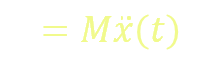 = Mẍ(t)